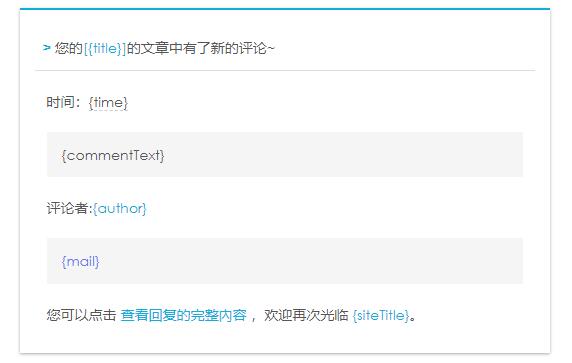 > 您的[{title}]的文章中有了新的评论~
时间：{time}
{commentText}
评论者:{author}
{mail}
您可以点击 查看回复的完整内容 ，欢迎再次光临 {siteTitle}。